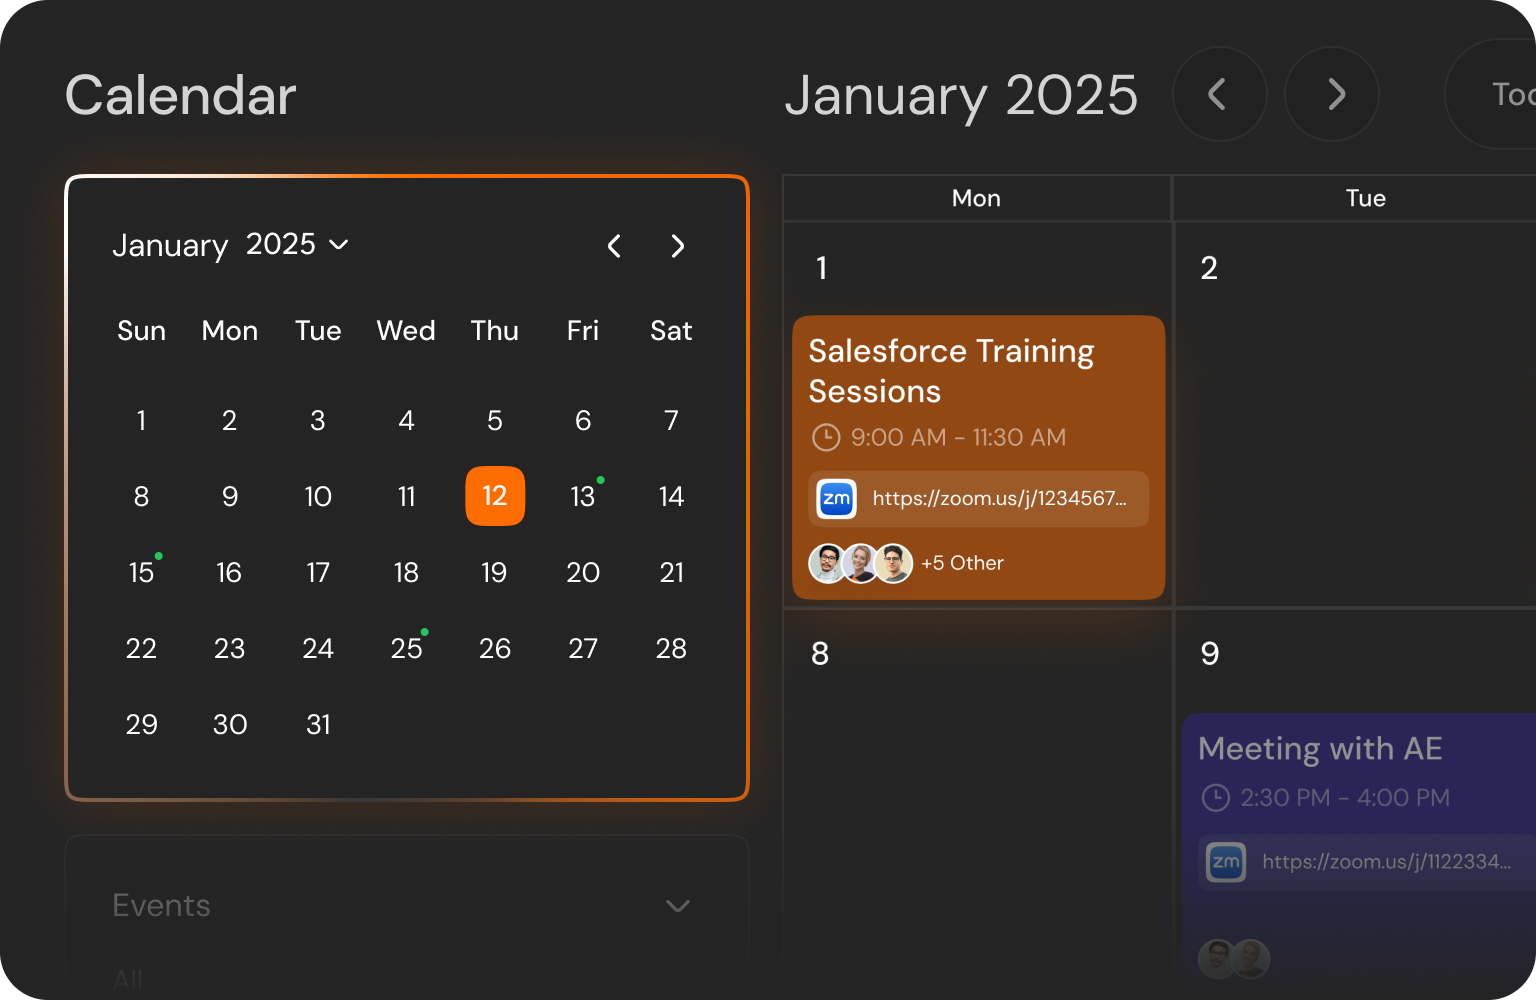 Calendar
January 2025
January 2025
Sun Mon Tue Wed Thu Fri Sat
1 2 3 4 5 6 7
8 9 10 11 12 13 14
15 16 17 18 19 20 21
22 23 24 25 26 27 28
29 30 31
Events
All
Mon Tue
1 2
Salesforce Training
Sessions
9:00 AM - 11:30 AM
zm https://zoom.us/j/1234567...
+5 Other
8 9
Meeting with AE
2:30 PM - 4:00 PM
zm https://zoom.us/j/1122334...